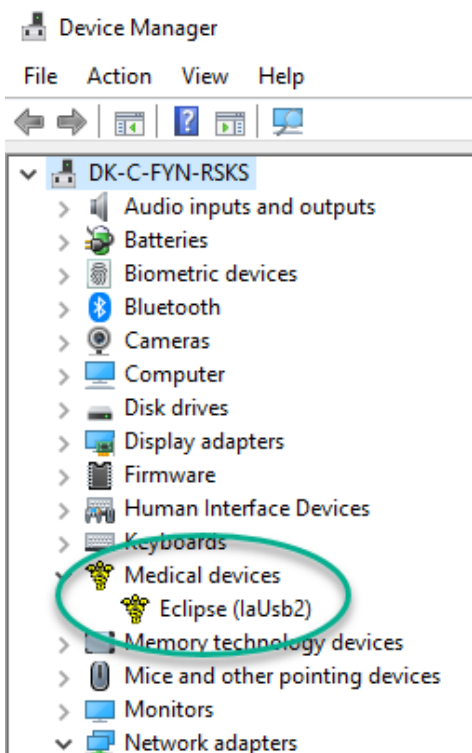 Device Manager
File Action View Help
DK-C-FYN-RSKS
Audio inputs and outputs
Batteries
Biometric devices
Bluetooth
Cameras
Computer
Disk drives
Display adapters
Firmware
Human Interface Devices
Keyboards
Medical devices
Eclipse (IaUsb2)
Memory technology devices
Mice and other pointing devices
Monitors
Network adapters